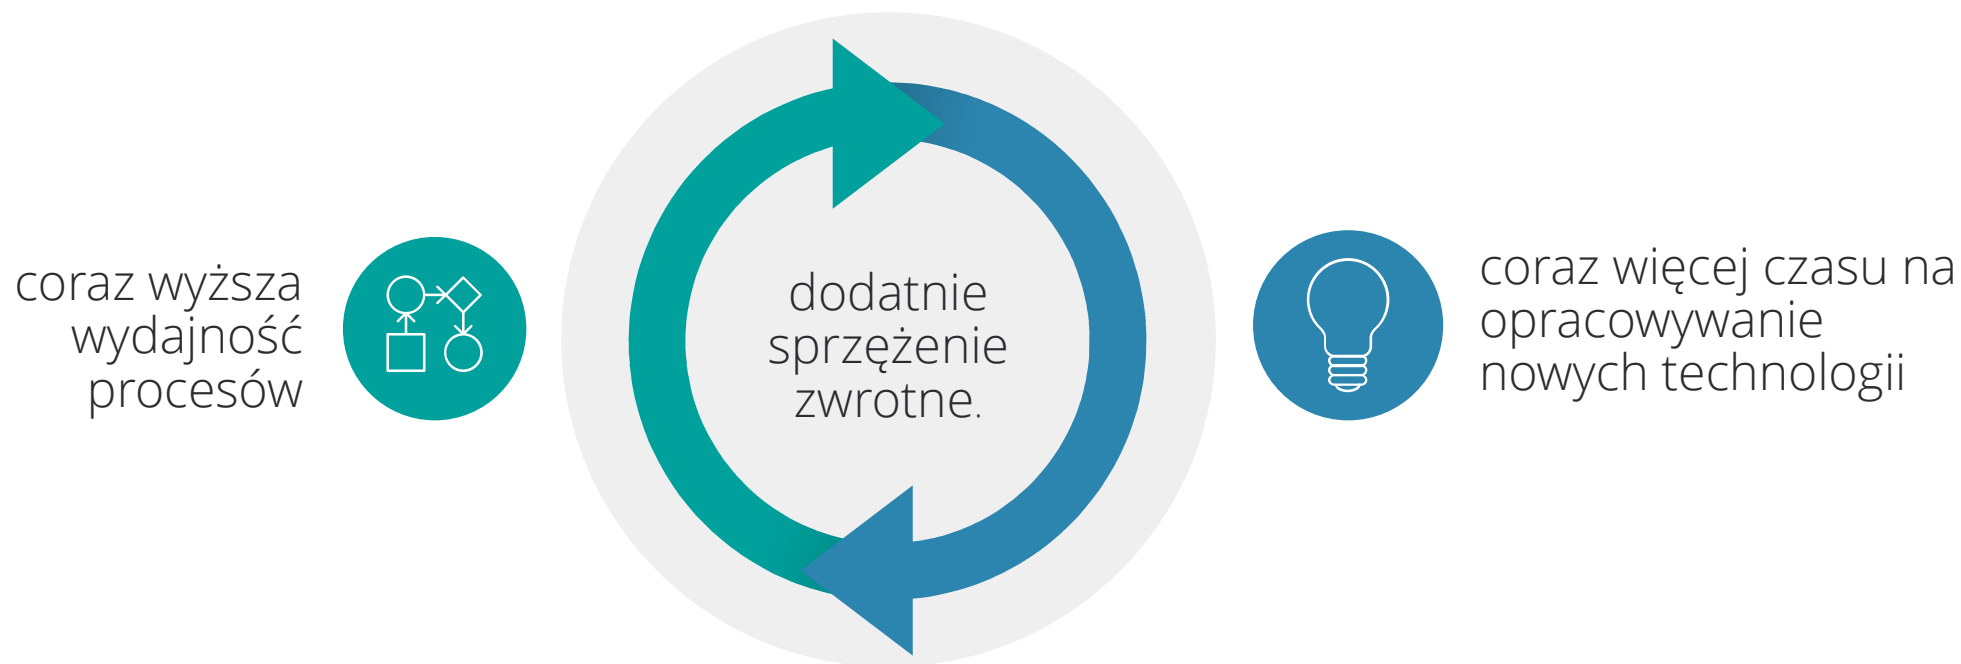 coraz wyższa
wydajność
procesów
dodatnie
sprzężenie
zwrotne.
coraz więcej czasu na
opracowywanie
nowych technologii